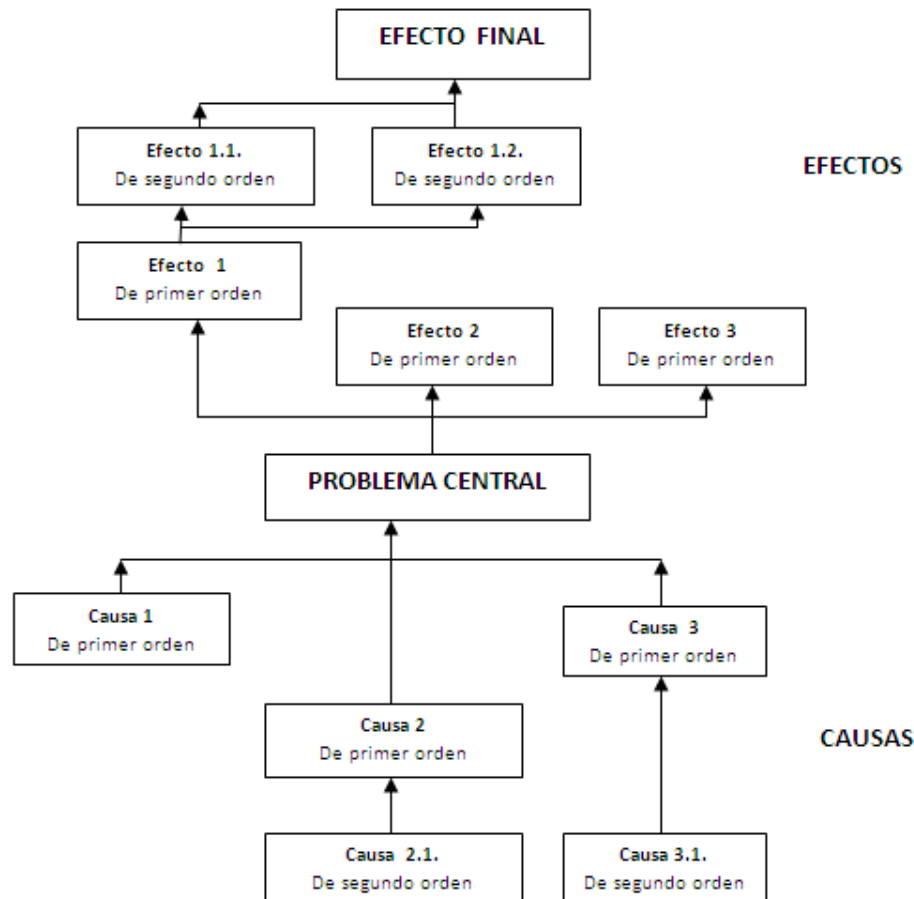 EFECTO FINAL
Efecto 1.1.
De segundo orden
Efecto 1.2.
De segundo orden
EFECTOS
Efecto 1
De primer orden
Efecto 2
De primer orden
Efecto 3
De primer orden
PROBLEMA CENTRAL
Causa 1
De primer orden
Causa 3
De primer orden
Causa 2
De primer orden
CAUSAS
Causa 2.1.
De segundo orden
Causa 3.1.
De segundo orden